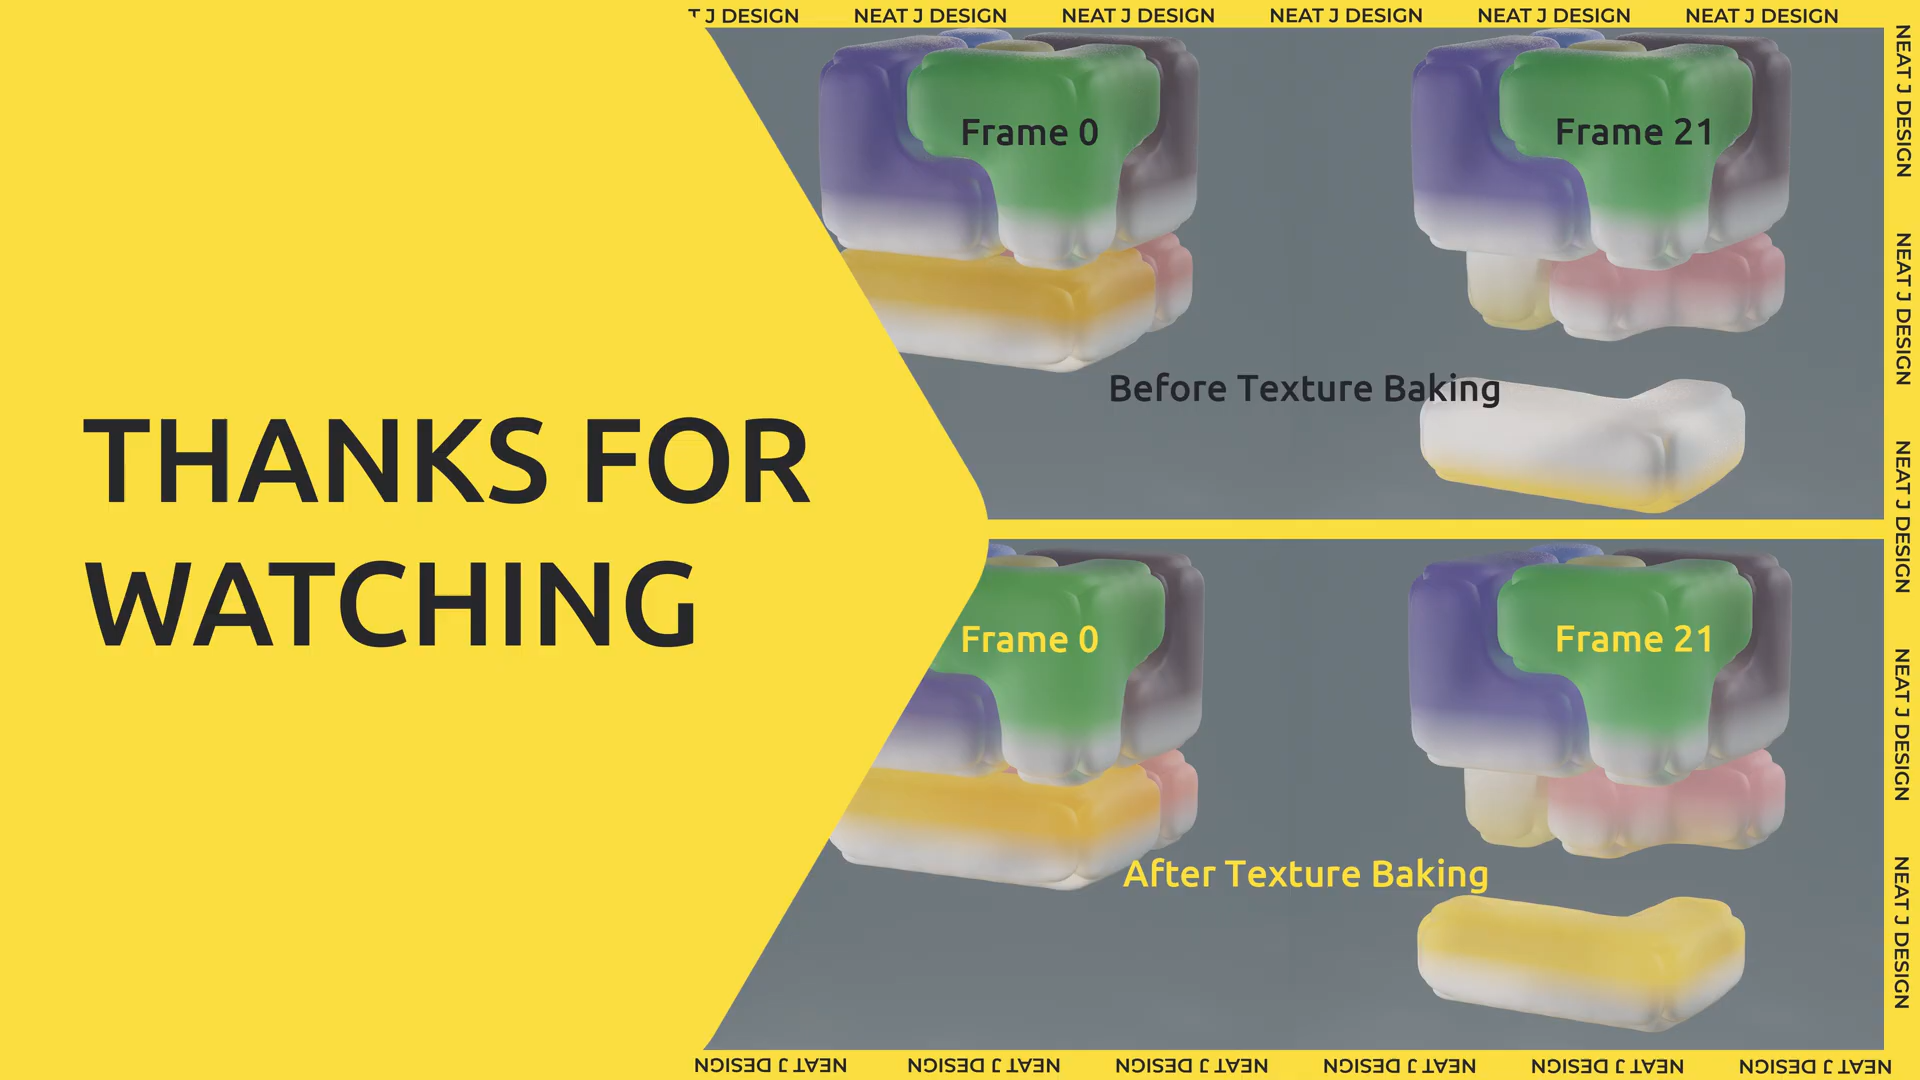 J DESIGN NEAT J DESIGN NEAT J DESIGN NEAT J DESIGN NEAT J DESIGN NEAT J DESIGN
THANKS FOR
WATCHING
Frame 0
Frame 21
Before Texture Baking
Frame 0
Frame 21
After Texture Baking
NEAT J DESIGN NEAT J DESIGN NEAT J DESIGN NEAT J DESIGN NEAT J DESIGN
NEAT J DESIGN NEAT J DESIGN NEAT J DESIGN NEAT J DESIGN NEAT J DESIGN NEAT J DESIGN